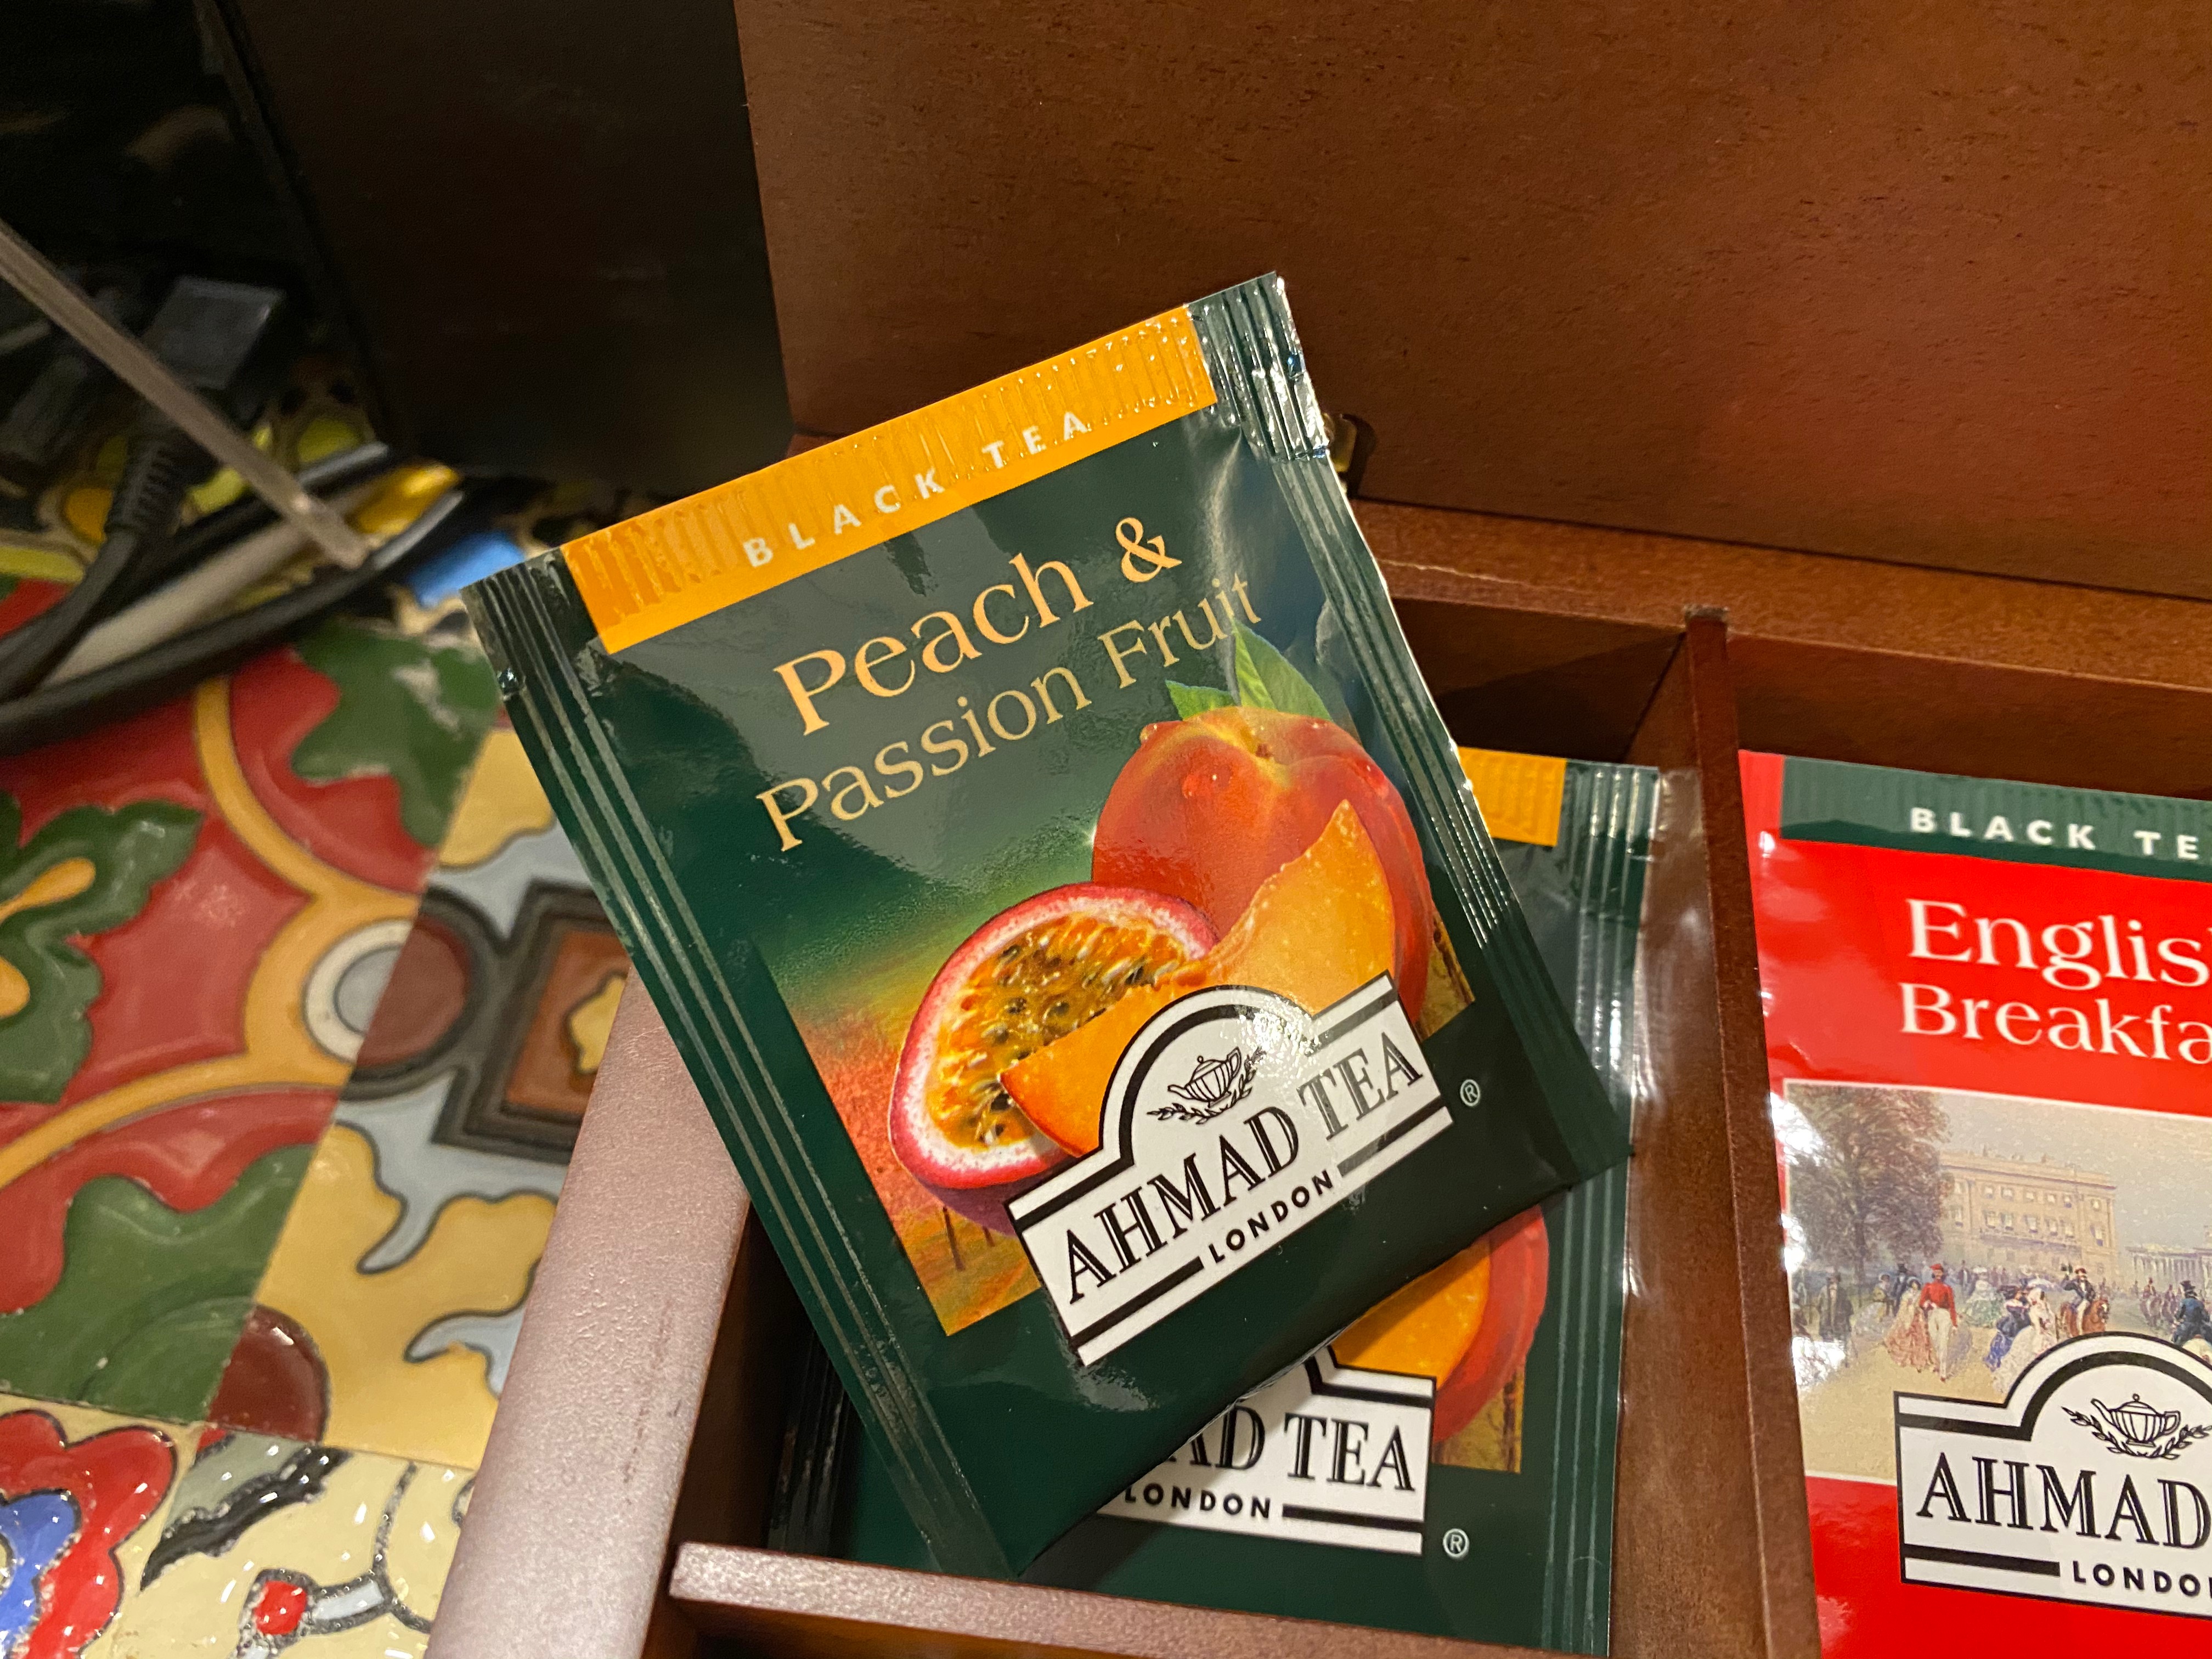 BLACK TEA
Peach &
Passion Fruit
AHMAD TEA
LONDON
®
AD TEA
LONDON
®
BLACK TE
Englis
Breakfa
AHMAD
LONDO